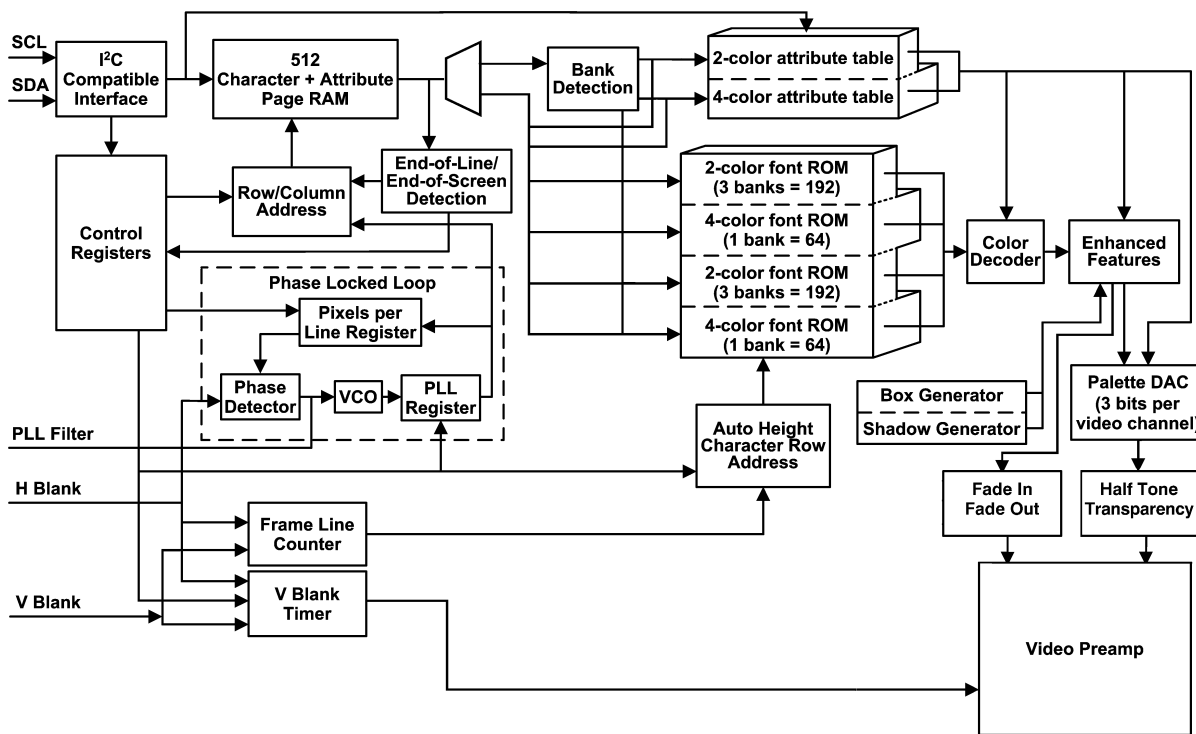 SCL
SDA
I²C
Compatible
Interface
512
Character + Attribute
Page RAM
Bank
Detection
2-color attribute table
4-color attribute table
Control
Registers
Row/Column
Address
End-of-Line/
End-of-Screen
Detection
2-color font ROM
(3 banks = 192)
4-color font ROM
(1 bank = 64)
2-color font ROM
(3 banks = 192)
4-color font ROM
(1 bank = 64)
Color
Decoder
Enhanced
Features
Phase Locked Loop
Pixels per
Line Register
Phase
Detector
VCO
PLL
Register
Box Generator
Shadow Generator
Palette DAC
(3 bits per
video channel)
PLL Filter
Auto Height
Character Row
Address
H Blank
Frame Line
Counter
Fade In
Fade Out
Half Tone
Transparency
V Blank
V Blank
Timer
Video Preamp